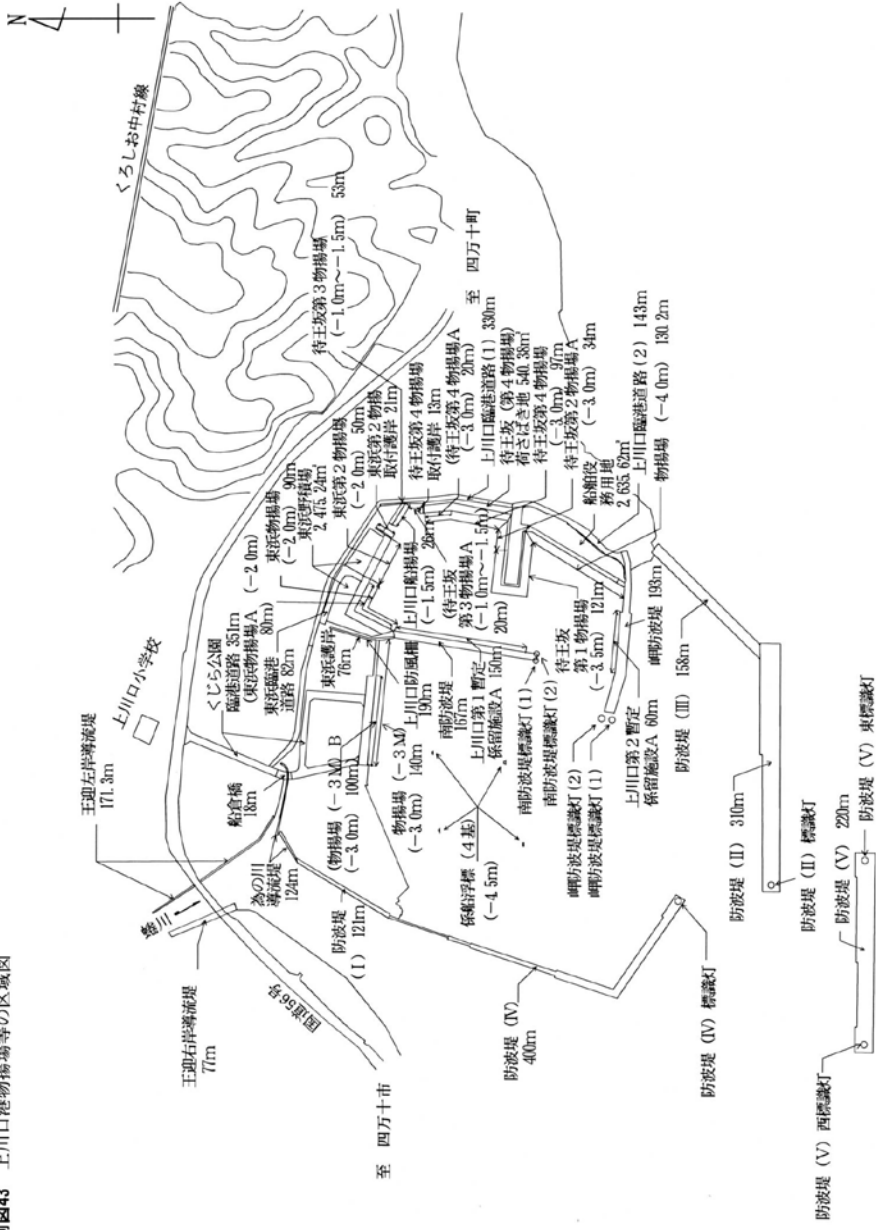 図43 上川口港物揚場等の区域図
N
くろしお中村線
上川口小学校
王迎左岸導流堤
171.3m
王迎右岸導流堤
77m
蜷川
国道56号
至 四万十市
至 四万十町
くじら公園
臨港道路 351m
(東浜物揚場A (-2.0m)
80m)
東浜臨港
道路 82m
東浜物揚場
(-2.0m) 90m
東浜野積場
2,475.24㎡
東浜第2物揚場
(-2.0m) 50m
東浜第2物揚
取付護岸 21m
待王坂第3物揚場
(-1.0m~-1.5m) 53m
待王坂第4物揚場
取付護岸 13m
(待王坂第4物揚場A
(-3.0m) 20m)
上川口臨港道路(1) 330m
待王坂(第4物揚場)
荷さばき地 540.38㎡
待王坂第4物揚場
(-3.0m) 97m
待王坂第2物揚場A
(-3.0m) 34m
船舶役
務用地
2,635.62㎡
上川口臨港道路(2) 143m
物揚場 (-4.0m) 130.2m
船倉橋
18m
為の川
導流堤
124m
防波堤
(I) 121m
(物揚場 (-3M) B
(-3.0m) 100m)
物揚場 (-3M)
(-3.0m) 140m
東浜護岸
76m
上川口防風柵
190m
南防波堤
167m
上川口船揚場
(-1.5m) 26m
(待王坂
第3物揚場A
(-1.0m~-1.5m)
20m)
上川口第1暫定
係留施設A 150m
係船浮標(4基)
(-4.5m)
南防波堤標識灯(1)
南防波堤標識灯(2)
待王坂
第1物揚場
(-3.5m) 121m
岬防波堤 193m
岬防波堤標識灯(2)
岬防波堤標識灯(1)
上川口第2暫定
係留施設A 60m
防波堤 (III) 158m
防波堤 (IV)
400m
防波堤 (IV) 標識灯
防波堤 (II) 310m
防波堤 (II) 標識灯
防波堤 (V) 220m
防波堤 (V) 東標識灯
防波堤 (V) 西標識灯